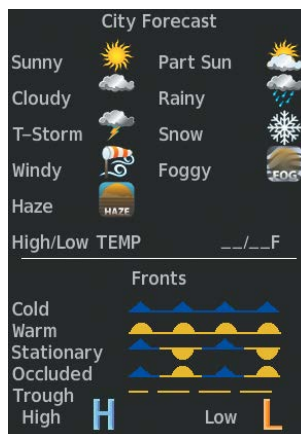 City Forecast
Sunny Part Sun
Cloudy Rainy
T-Storm Snow
Windy Foggy FOG
Haze HAZE
High/Low TEMP __/__F
Fronts
Cold
Warm
Stationary
Occluded
Trough
High H Low L